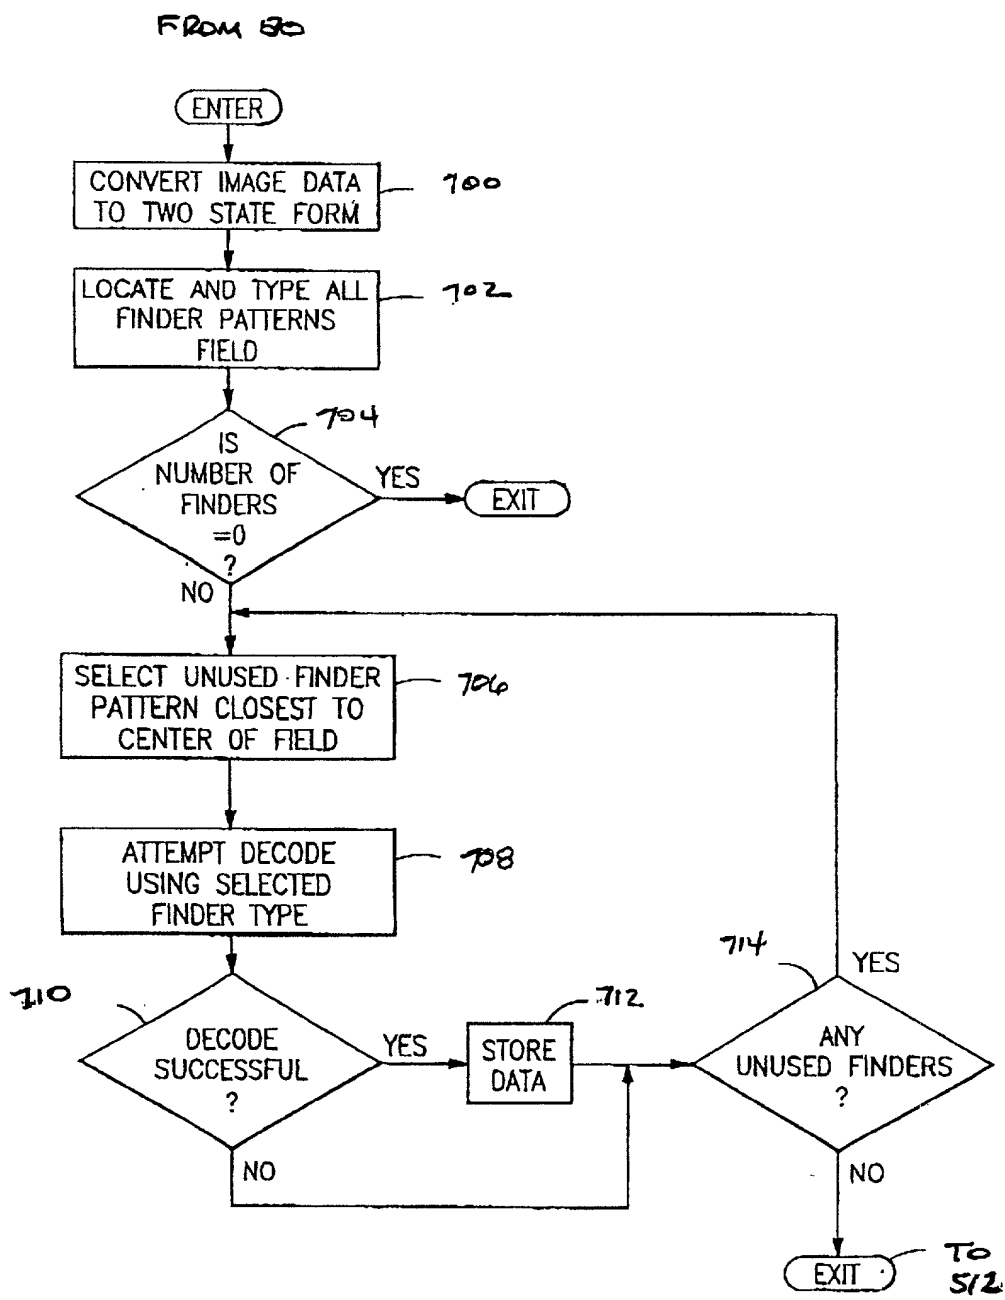 FROM
ENTER
CONVERT IMAGE DATA
TO TWO STATE FORM
700
LOCATE AND TYPE ALL
FINDER PATTERNS
FIELD
702
704
IS
NUMBER OF
FINDERS
=0
?
YES
EXIT
NO
SELECT UNUSED FINDER
PATTERN CLOSEST TO
CENTER OF FIELD
706
ATTEMPT DECODE
USING SELECTED
FINDER TYPE
708
710
DECODE
SUCCESSFUL
?
YES
712
STORE
DATA
714
YES
ANY
UNUSED FINDERS
?
NO
NO
EXIT
TO
512